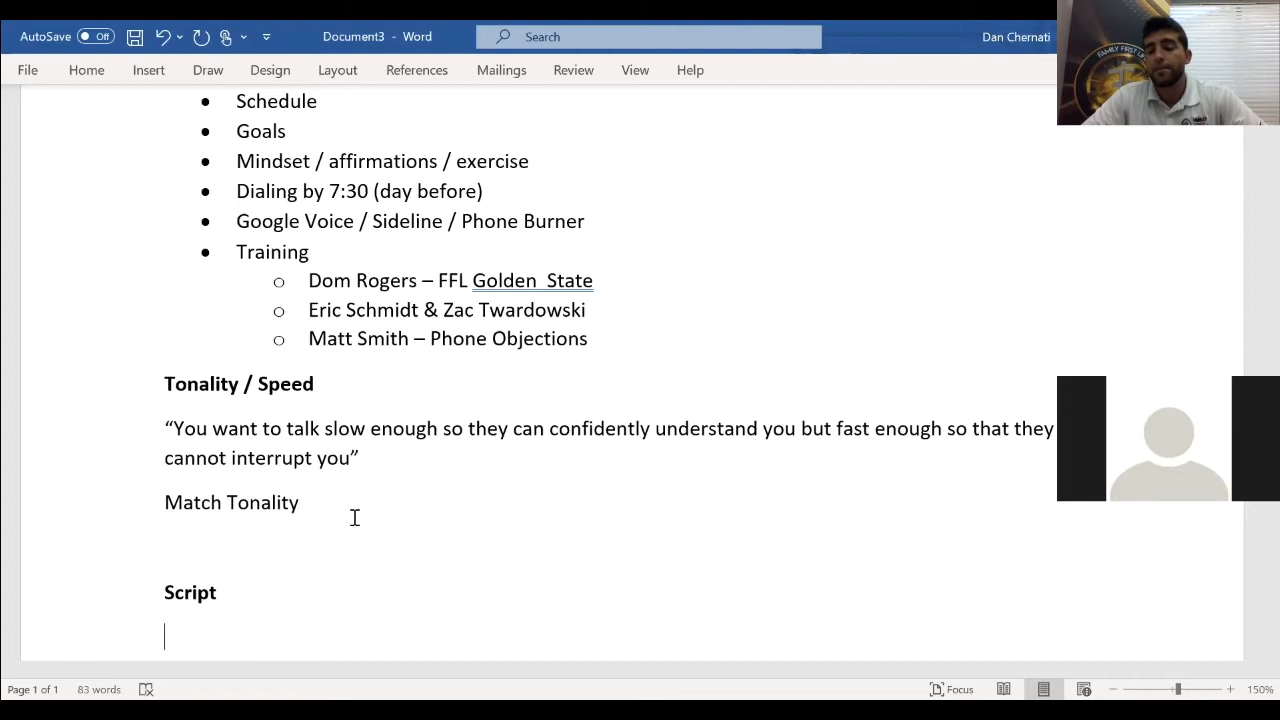 AutoSave Off Document3 - Word Search Dan Chernati
File Home Insert Draw Design Layout References Mailings Review View Help
FAMILY FIRST
• Schedule
• Goals
• Mindset / affirmations / exercise
• Dialing by 7:30 (day before)
• Google Voice / Sideline / Phone Burner
• Training
o Dom Rogers – FFL Golden  State
o Eric Schmidt & Zac Twardowski
o Matt Smith – Phone Objections
Tonality / Speed
“You want to talk slow enough so they can confidently understand you but fast enough so that they
cannot interrupt you”
Match Tonality
Script
Page 1 of 1 83 words Focus 150%